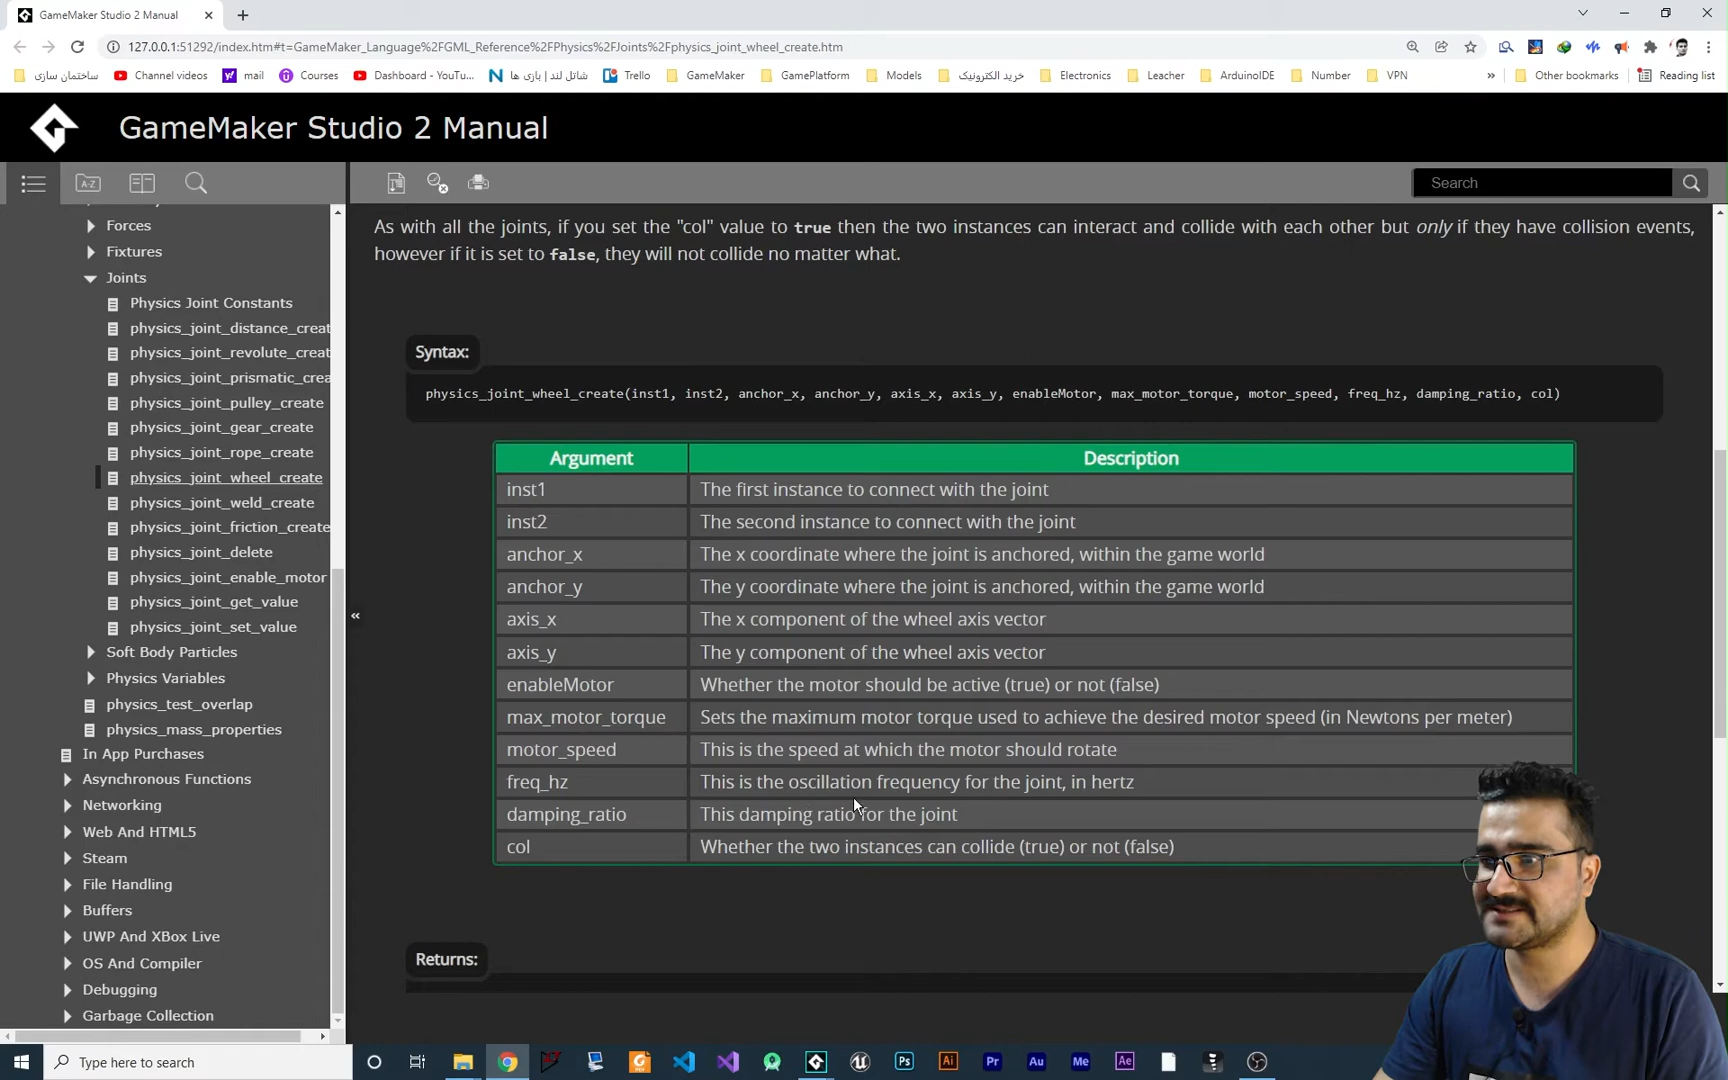 GameMaker Studio 2 Manual
127.0.0.1:51292/index.htm#t=GameMaker_Language%2FGML_Reference%2FPhysics%2FJoints%2Fphysics_joint_wheel_create.htm
ساختمان سازی Channel videos mail Courses Dashboard - YouTu... شاتل لند | بازی ها Trello GameMaker GamePlatform Models خرید الکترونیک Electronics Leacher ArduinoIDE Number VPN » Other bookmarks Reading list
GameMaker Studio 2 Manual
A-Z
Search
Forces
Fixtures
Joints
Physics Joint Constants
physics_joint_distance_creat
physics_joint_revolute_creat
physics_joint_prismatic_crea
physics_joint_pulley_create
physics_joint_gear_create
physics_joint_rope_create
physics_joint_wheel_create
physics_joint_weld_create
physics_joint_friction_create
physics_joint_delete
physics_joint_enable_motor
physics_joint_get_value
physics_joint_set_value
Soft Body Particles
Physics Variables
physics_test_overlap
physics_mass_properties
In App Purchases
Asynchronous Functions
Networking
Web And HTML5
Steam
File Handling
Buffers
UWP And XBox Live
OS And Compiler
Debugging
Garbage Collection
«
As with all the joints, if you set the "col" value to true then the two instances can interact and collide with each other but only if they have collision events,
however if it is set to false, they will not collide no matter what.
Syntax:
physics_joint_wheel_create(inst1, inst2, anchor_x, anchor_y, axis_x, axis_y, enableMotor, max_motor_torque, motor_speed, freq_hz, damping_ratio, col)
Argument Description
inst1 The first instance to connect with the joint
inst2 The second instance to connect with the joint
anchor_x The x coordinate where the joint is anchored, within the game world
anchor_y The y coordinate where the joint is anchored, within the game world
axis_x The x component of the wheel axis vector
axis_y The y component of the wheel axis vector
enableMotor Whether the motor should be active (true) or not (false)
max_motor_torque Sets the maximum motor torque used to achieve the desired motor speed (in Newtons per meter)
motor_speed This is the speed at which the motor should rotate
freq_hz This is the oscillation frequency for the joint, in hertz
damping_ratio This damping ratio for the joint
col Whether the two instances can collide (true) or not (false)
Returns:
Type here to search
Ps Ai Pr Au Me Ae